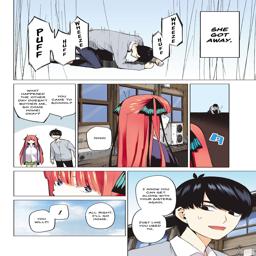 SHE
GOT
AWAY.
WHEEZE
WHEEZE
HUFF
HUFF
PUFF
YOU CAME
TO
SCHOOL?
WHAT
HAPPENED
THE OTHER
DAY DOESN'T
BOTHER ME,
SO COME
HOME!
OKAY?
I KNOW YOU
CAN GET
ALONG WITH
YOUR SISTERS
AGAIN.
JUST LIKE
YOU USED
TO.
ALL RIGHT.
I'LL GO
HOME.
YOU
WILL?!